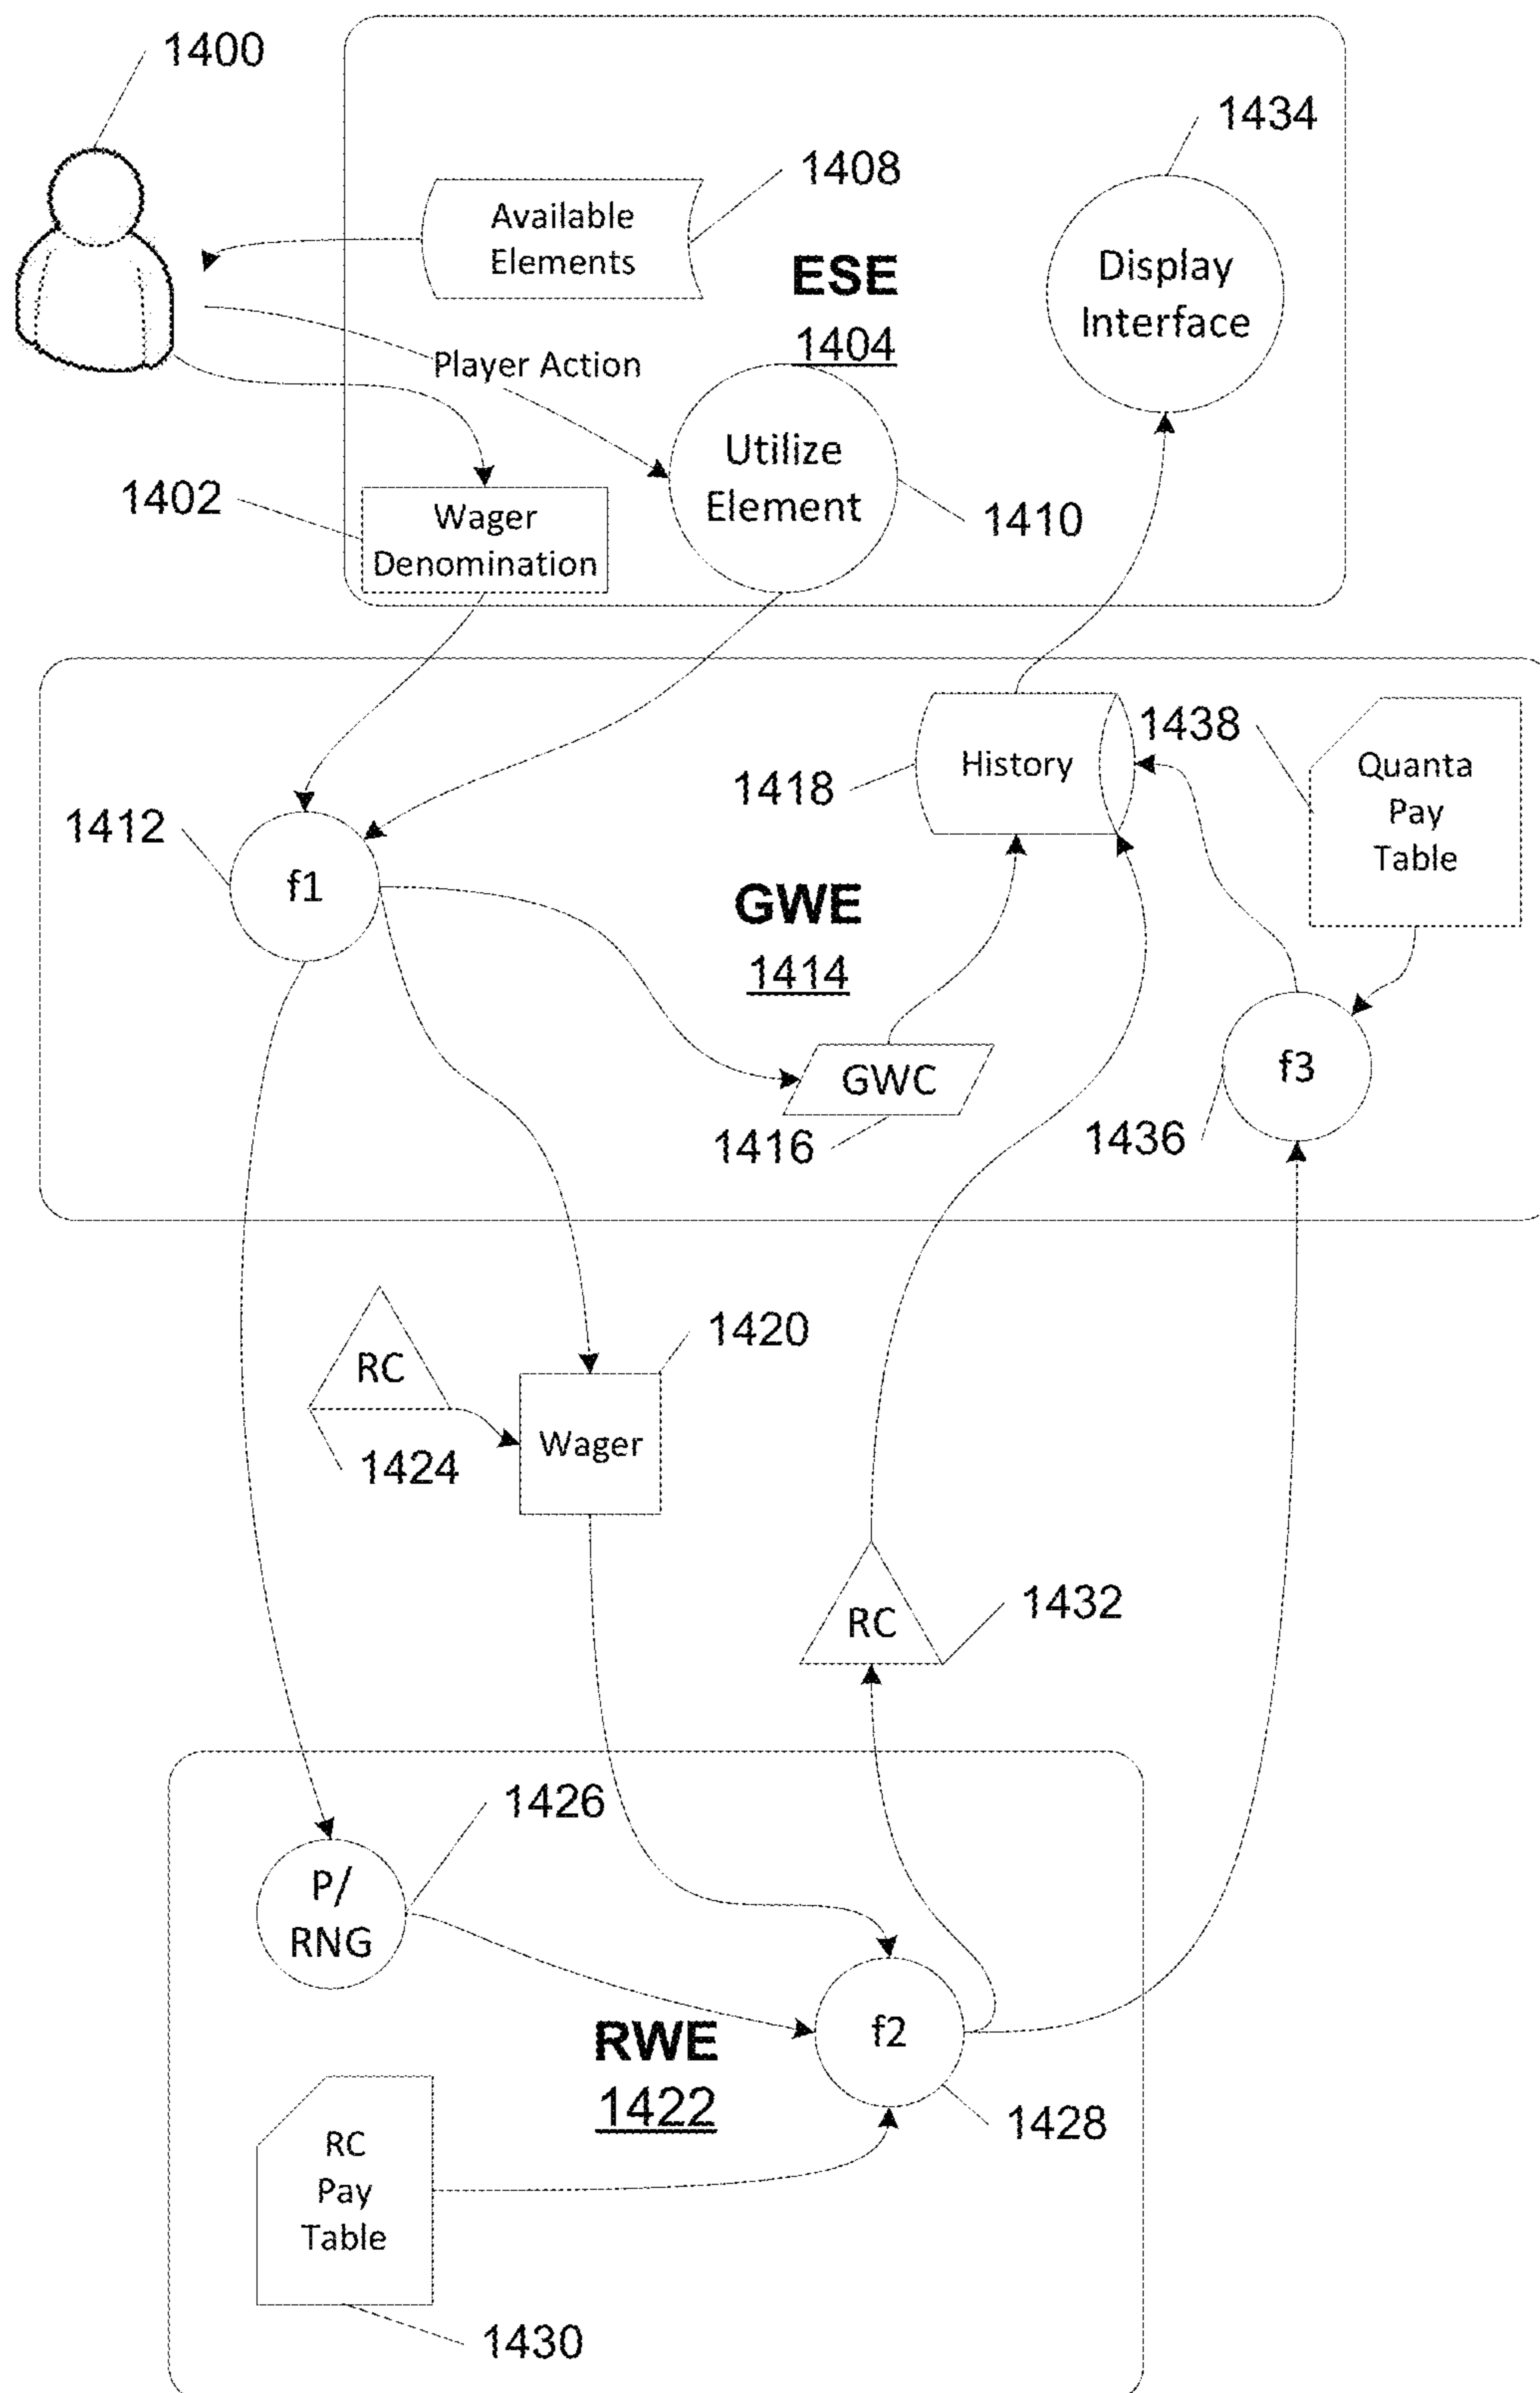 1400
1434
1408
Available
Elements
ESE
1404
Display
Interface
Player Action
Utilize
Element
1402
Wager
Denomination
1410
1438
1418
History
Quanta
Pay
Table
1412
f1
GWE
1414
f3
GWC
1416
1436
1420
RC
Wager
1424
1432
RC
1426
P/
RNG
f2
RWE
1422
1428
RC
Pay
Table
1430